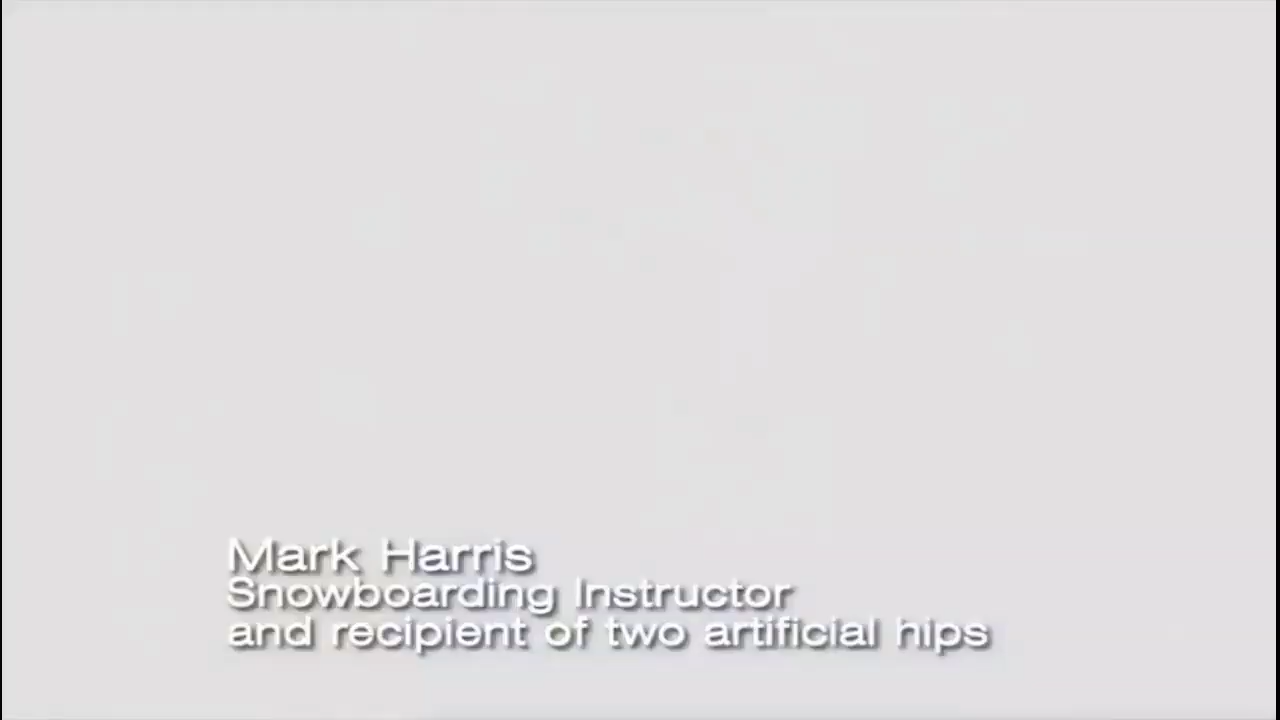 Mark Harris
Snowboarding Instructor
and recipient of two artificial hips